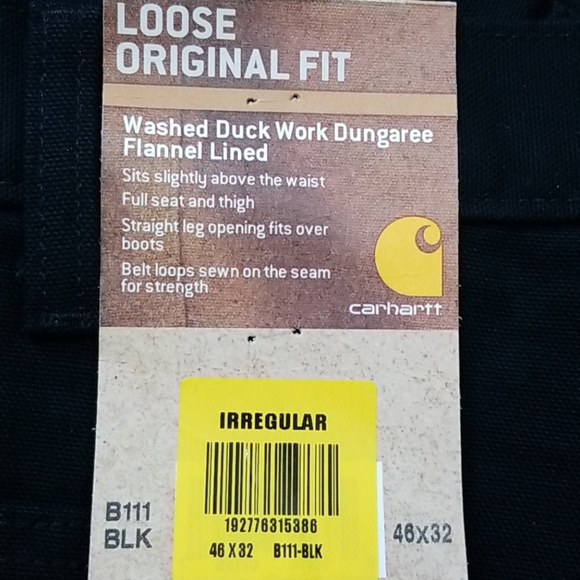 LOOSE
ORIGINAL FIT
Washed Duck Work Dungaree
Flannel Lined
Sits slightly above the waist
Full seat and thigh
Straight leg opening fits over
boots
Belt loops sewn on the seam
for strength
carhartt
IRREGULAR
192776315386
46 X 32 B111-BLK
B111
BLK
46x32